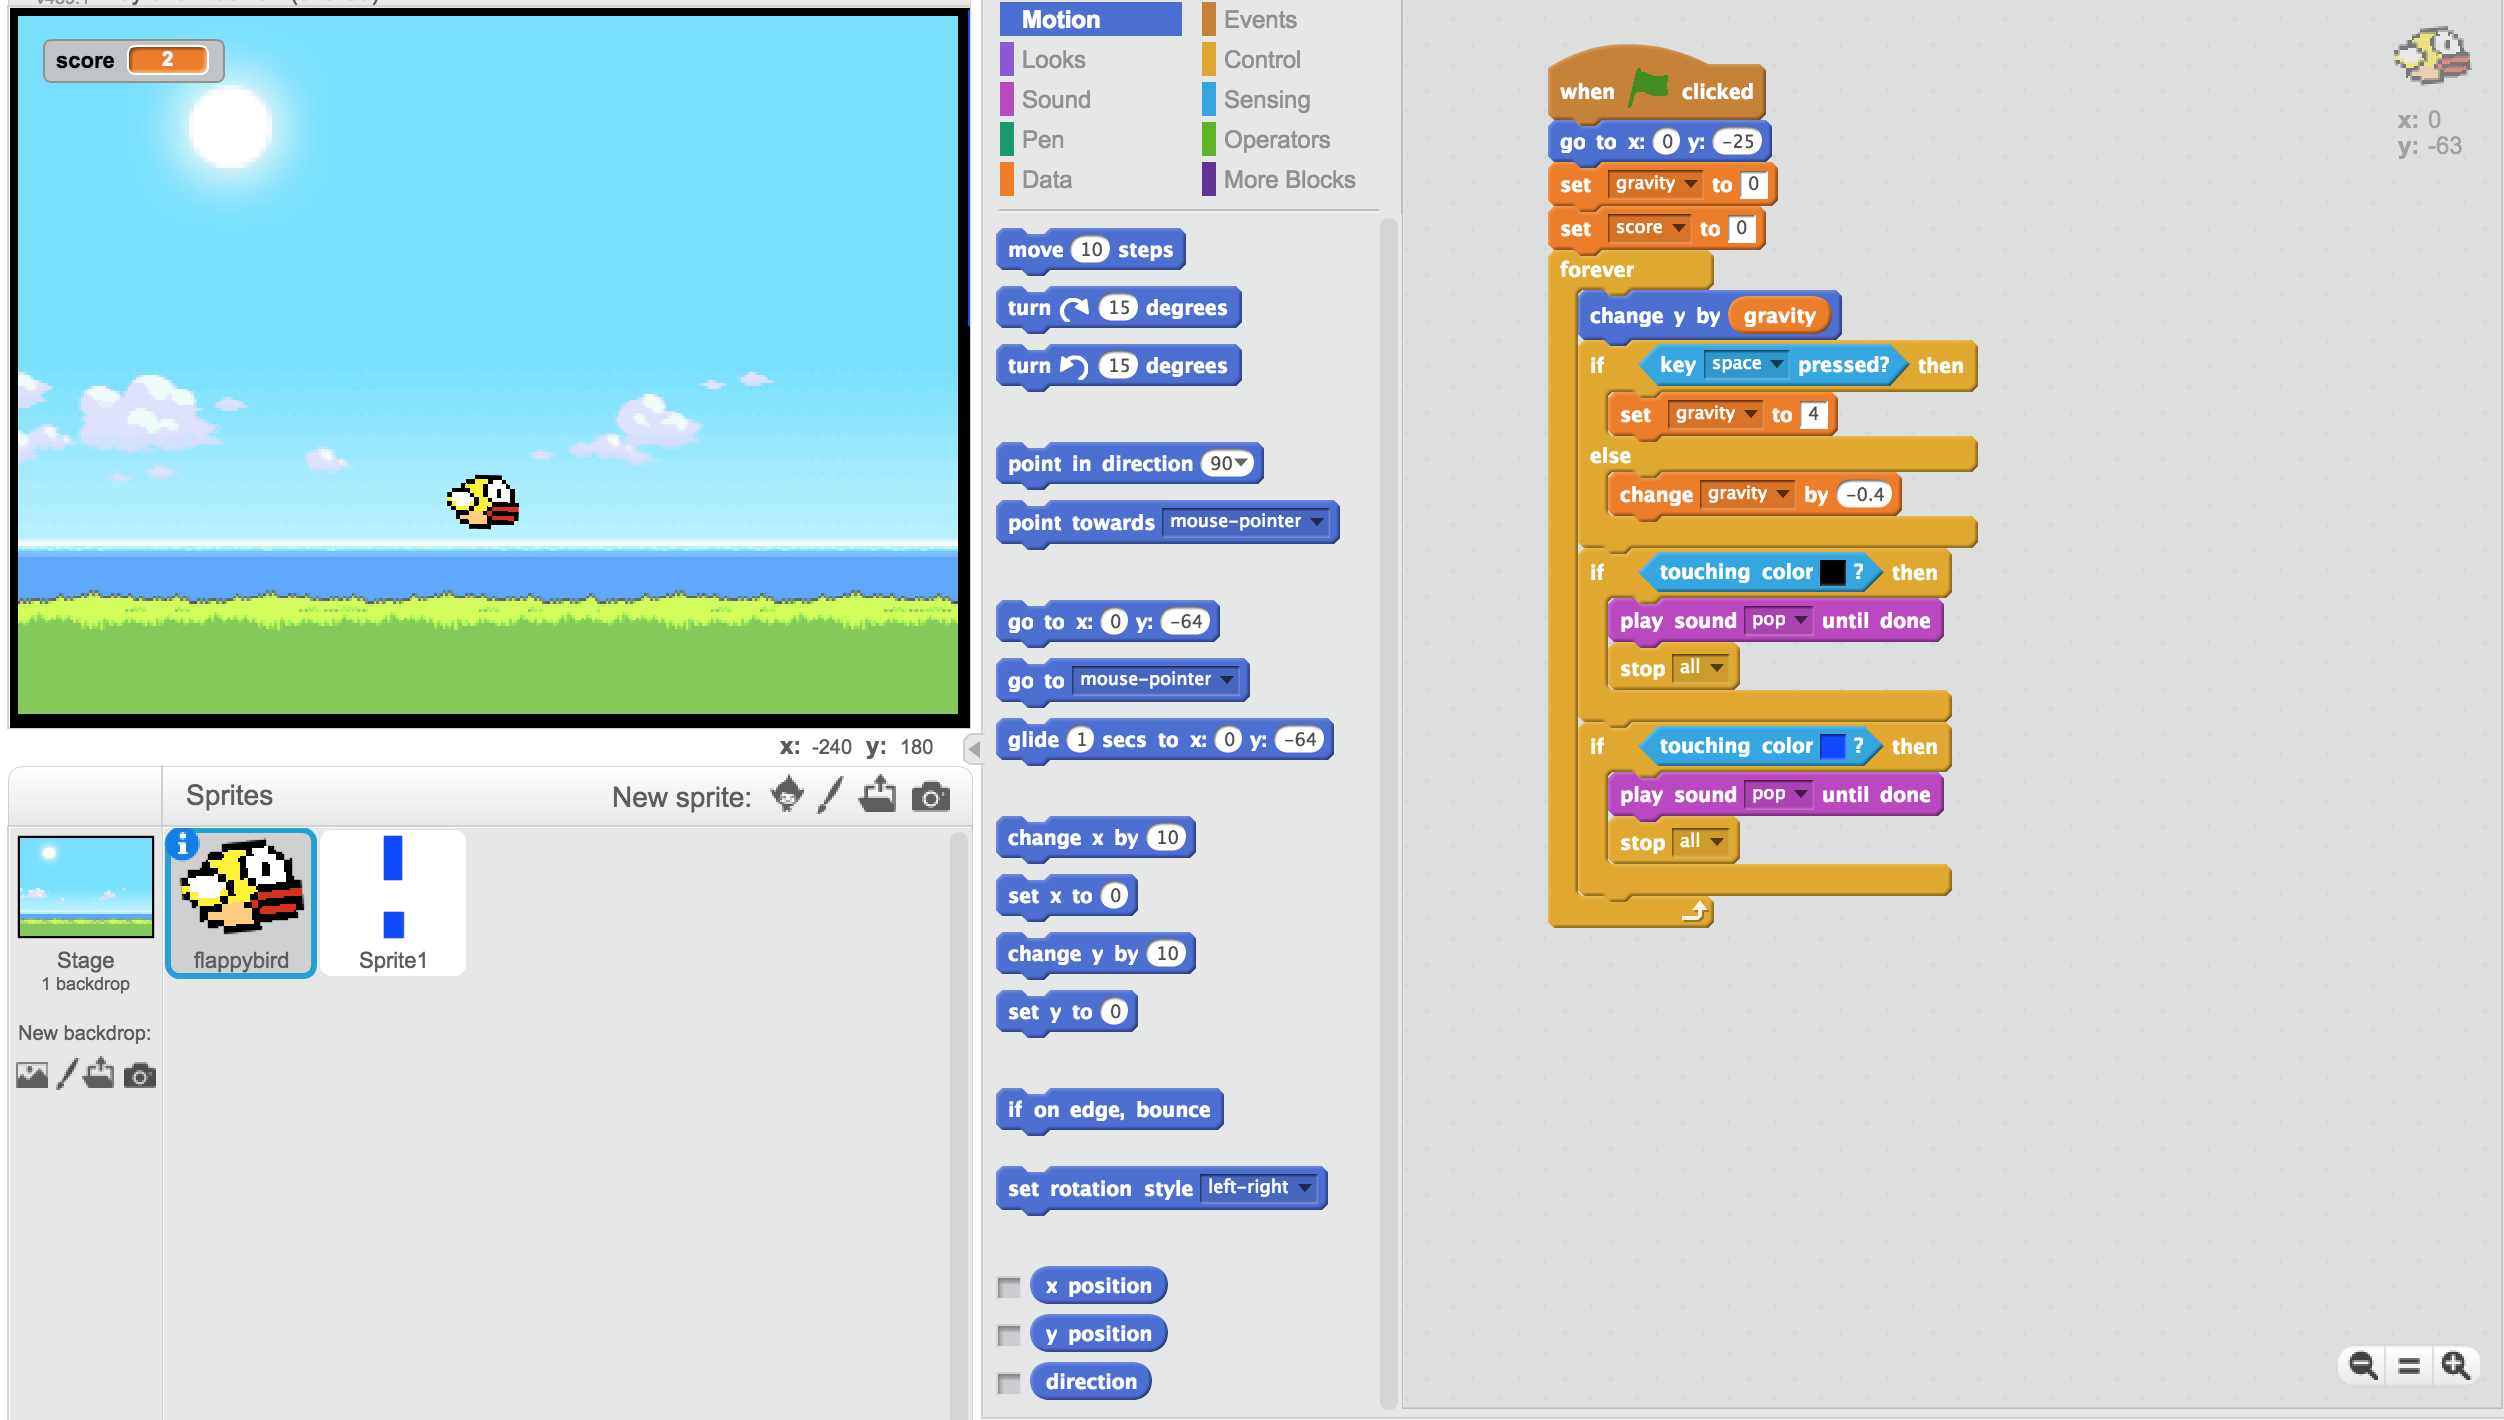 score 2
x: -240 y: 180
Sprites New sprite:
Stage
1 backdrop
New backdrop:
flappybird
Sprite1
Motion
Looks
Sound
Pen
Data
Events
Control
Sensing
Operators
More Blocks
move 10 steps
turn 15 degrees
turn 15 degrees
point in direction 90
point towards mouse-pointer
go to x: 0 y: -64
go to mouse-pointer
glide 1 secs to x: 0 y: -64
change x by 10
set x to 0
change y by 10
set y to 0
if on edge, bounce
set rotation style left-right
x position
y position
direction
when clicked
go to x: 0 y: -25
set gravity to 0
set score to 0
forever
change y by gravity
if key space pressed? then
set gravity to 4
else
change gravity by -0.4
if touching color ? then
play sound pop until done
stop all
if touching color ? then
play sound pop until done
stop all
x: 0
y: -63